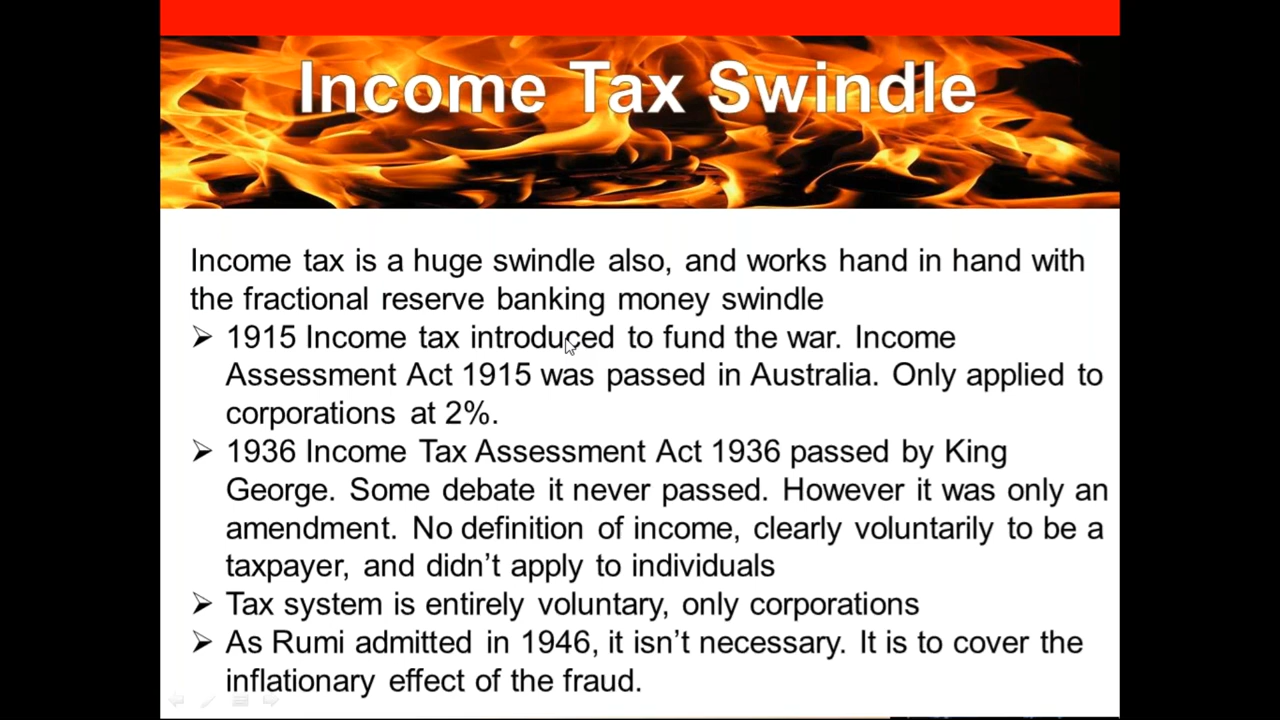 Income Tax Swindle
Income tax is a huge swindle also, and works hand in hand with
the fractional reserve banking money swindle
➢ 1915 Income tax introduced to fund the war. Income
Assessment Act 1915 was passed in Australia. Only applied to
corporations at 2%.
➢ 1936 Income Tax Assessment Act 1936 passed by King
George. Some debate it never passed. However it was only an
amendment. No definition of income, clearly voluntarily to be a
taxpayer, and didn’t apply to individuals
➢ Tax system is entirely voluntary, only corporations
➢ As Rumi admitted in 1946, it isn’t necessary. It is to cover the
inflationary effect of the fraud.